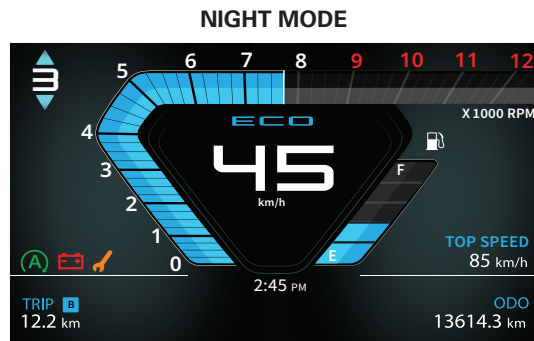 NIGHT MODE
3
0 1 2 3 4 5 6 7 8 9 10 11 12
X 1000 RPM
ECO
45
km/h
F
E
A
2:45 PM
TOP SPEED
85 km/h
TRIP B
12.2 km
ODO
13614.3 km